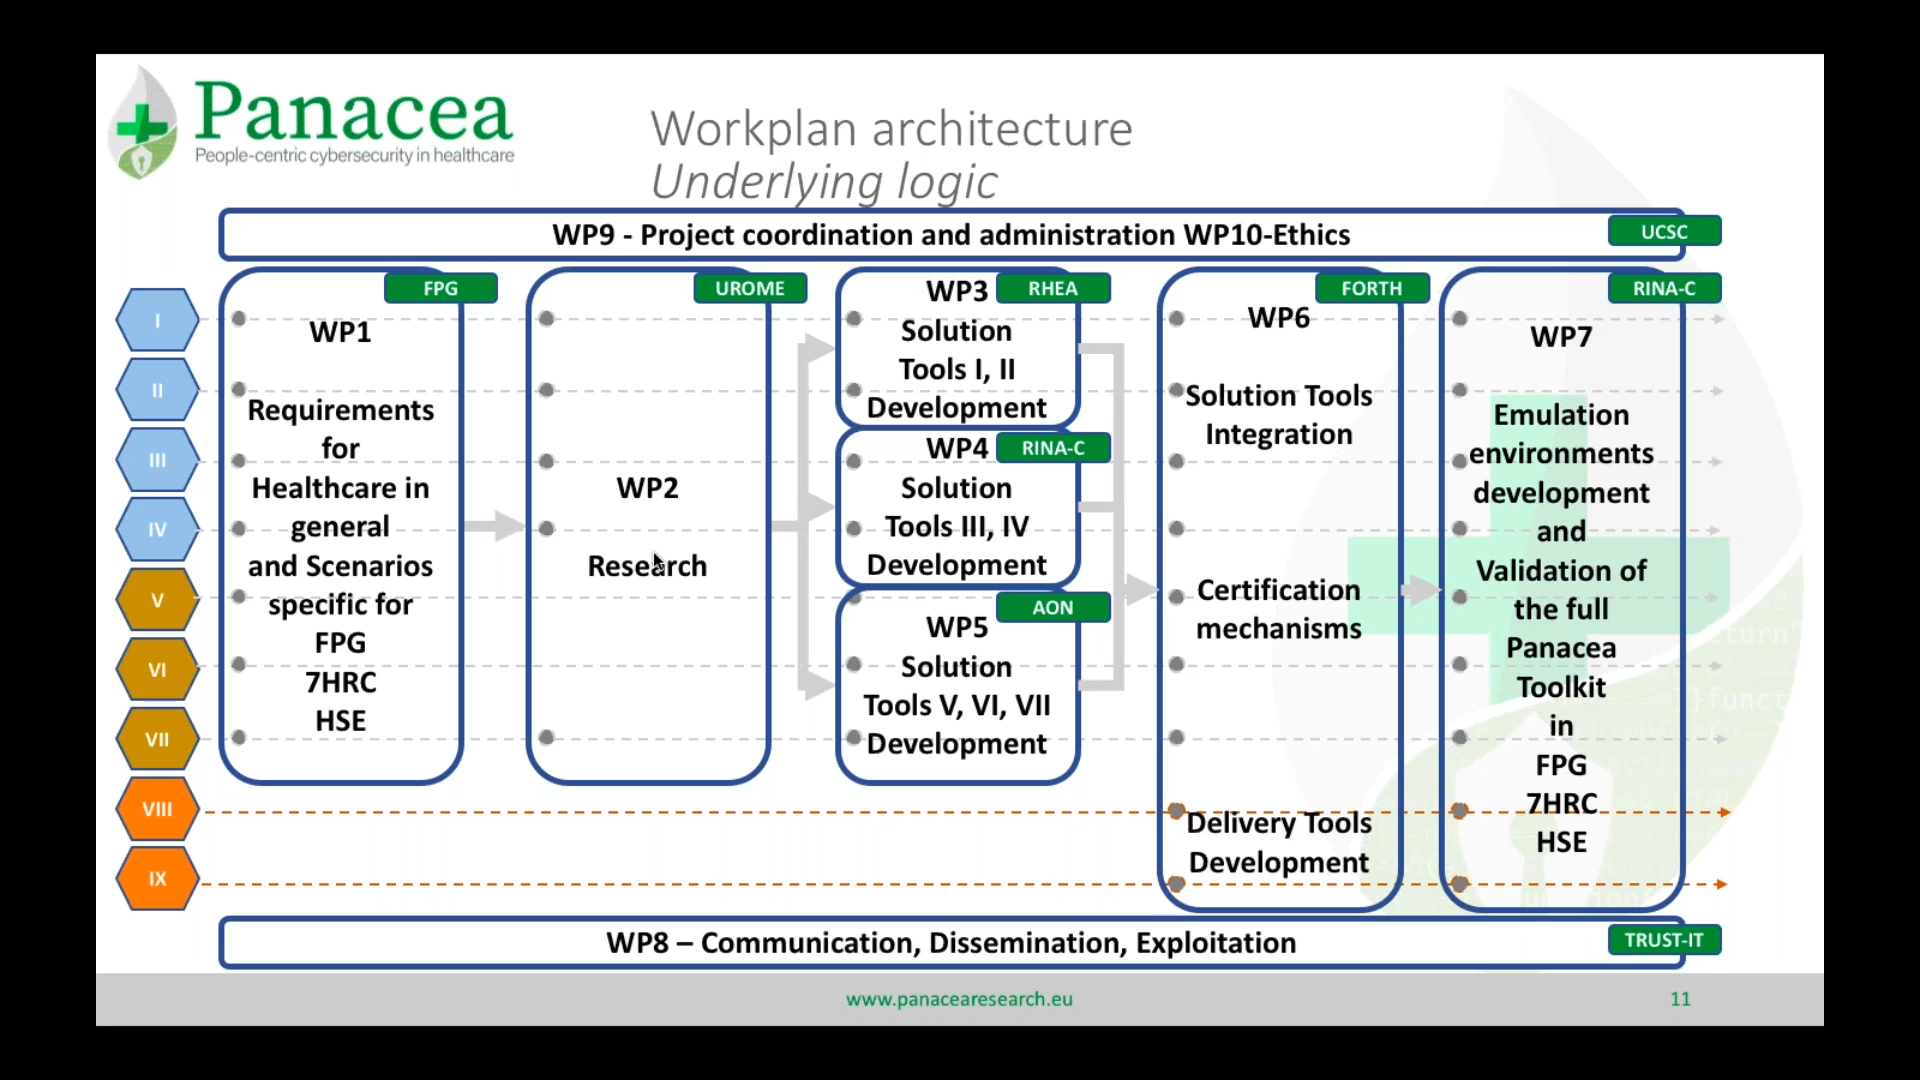 Panacea
People-centric cybersecurity in healthcare
Workplan architecture
Underlying logic
WP9 - Project coordination and administration WP10-Ethics
UCSC
I
II
III
IV
V
VI
VII
VIII
IX
FPG
WP1
Requirements
for
Healthcare in
general
and Scenarios
specific for
FPG
7HRC
HSE
UROME
WP2
Research
WP3
RHEA
Solution
Tools I, II
Development
WP4
RINA-C
Solution
Tools III, IV
Development
AON
WP5
Solution
Tools V, VI, VII
Development
FORTH
WP6
Solution Tools
Integration
Certification
mechanisms
Delivery Tools
Development
RINA-C
WP7
Emulation
environments
development
and
Validation of
the full
Panacea
Toolkit
in
FPG
7HRC
HSE
WP8 – Communication, Dissemination, Exploitation
TRUST-IT
www.panacearesearch.eu
11